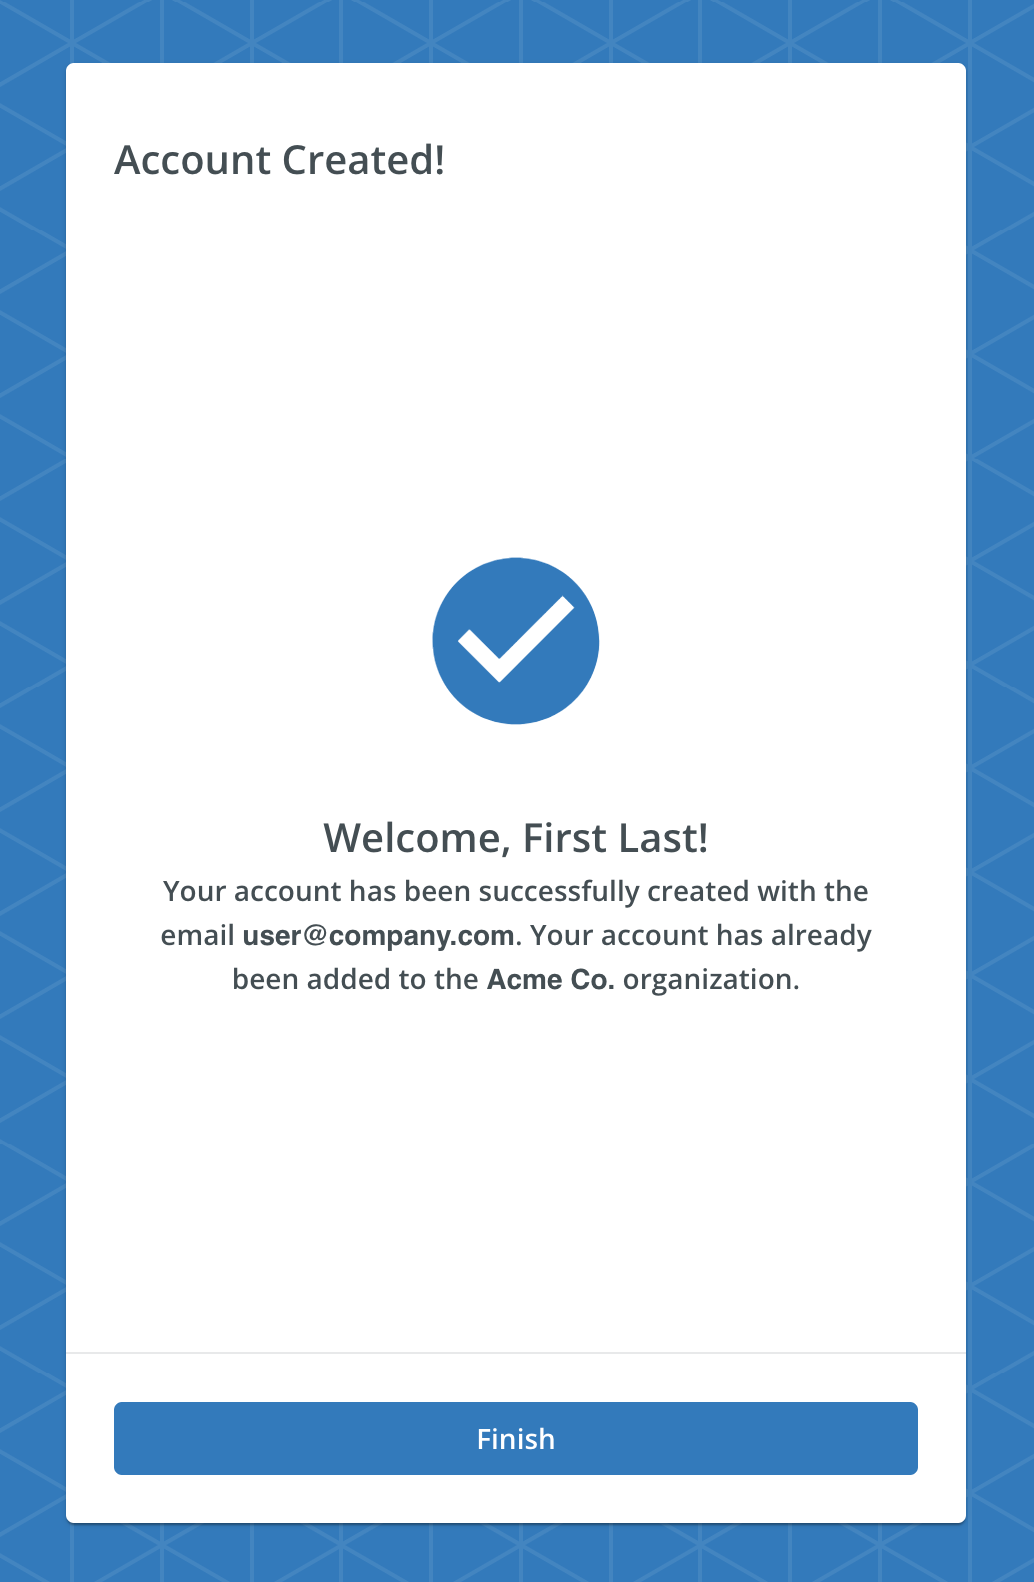 Account Created!
Welcome, First Last!
Your account has been successfully created with the
email user@company.com. Your account has already
been added to the Acme Co. organization.
Finish